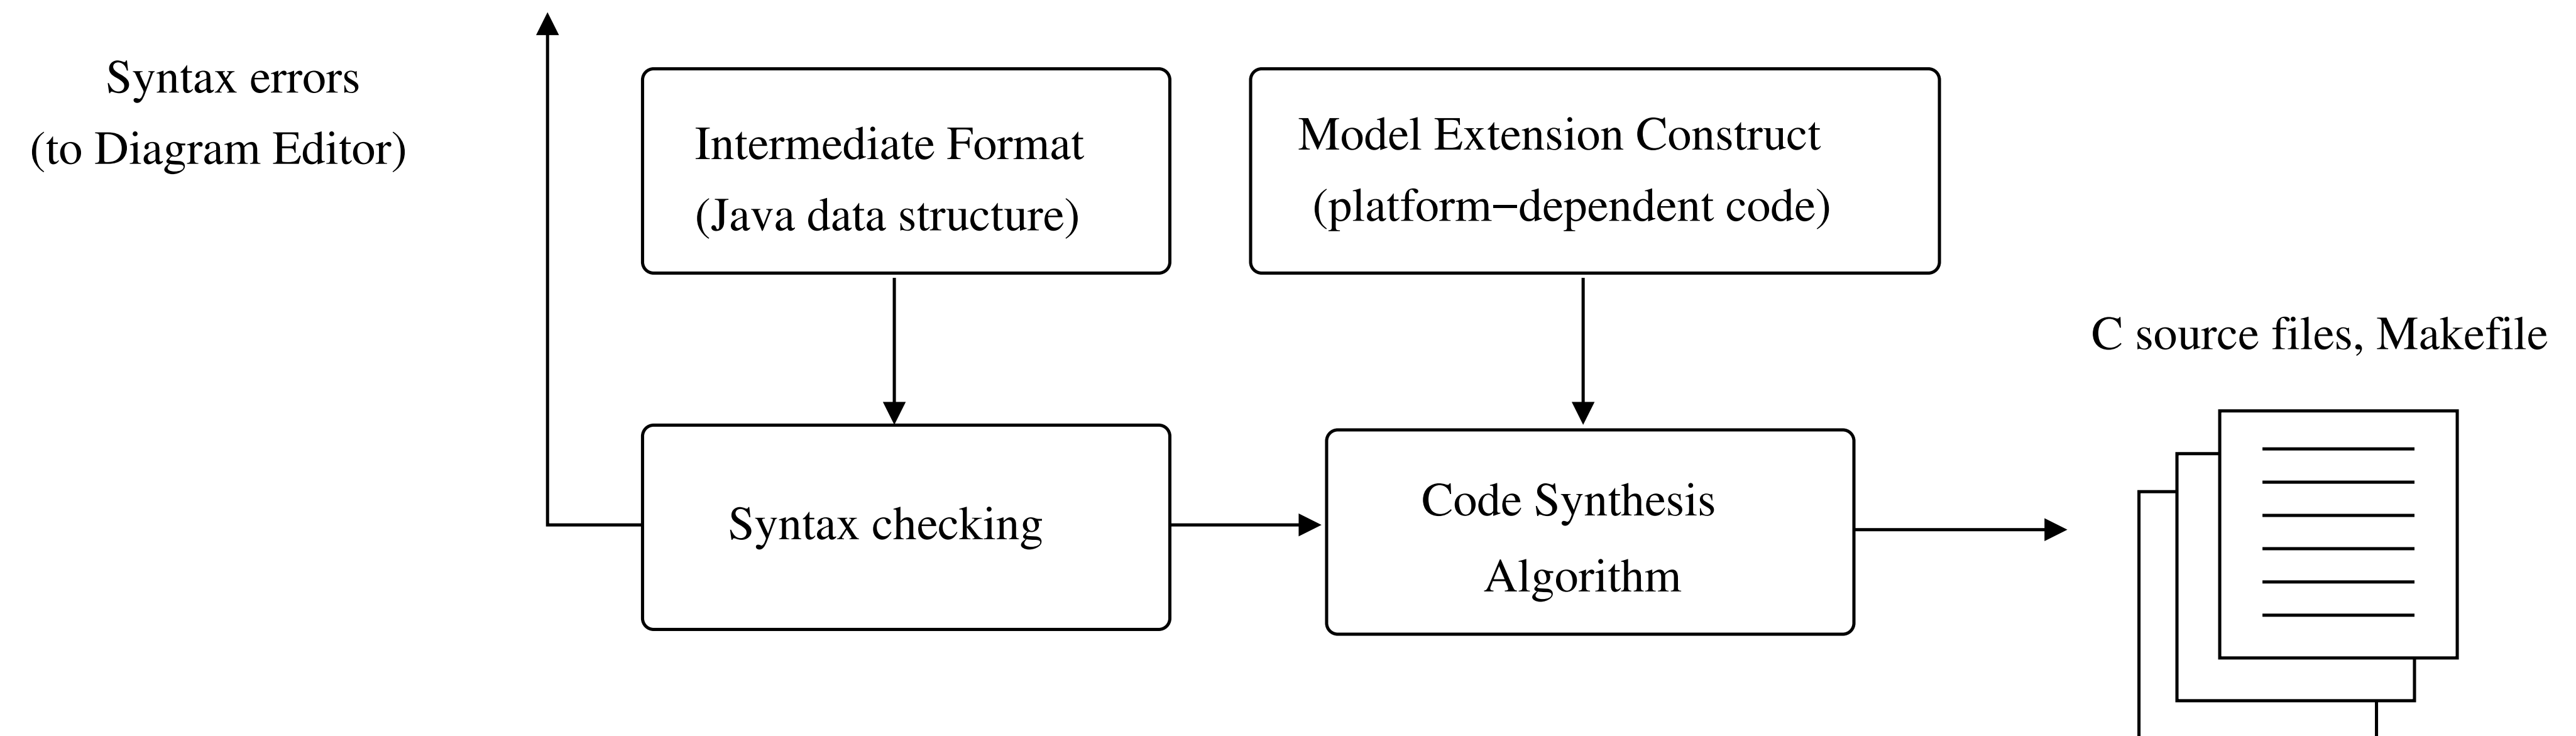 Syntax errors
(to Diagram Editor)
Intermediate Format
(Java data structure)
Model Extension Construct
(platform−dependent code)
C source files, Makefile
Syntax checking
Code Synthesis
Algorithm